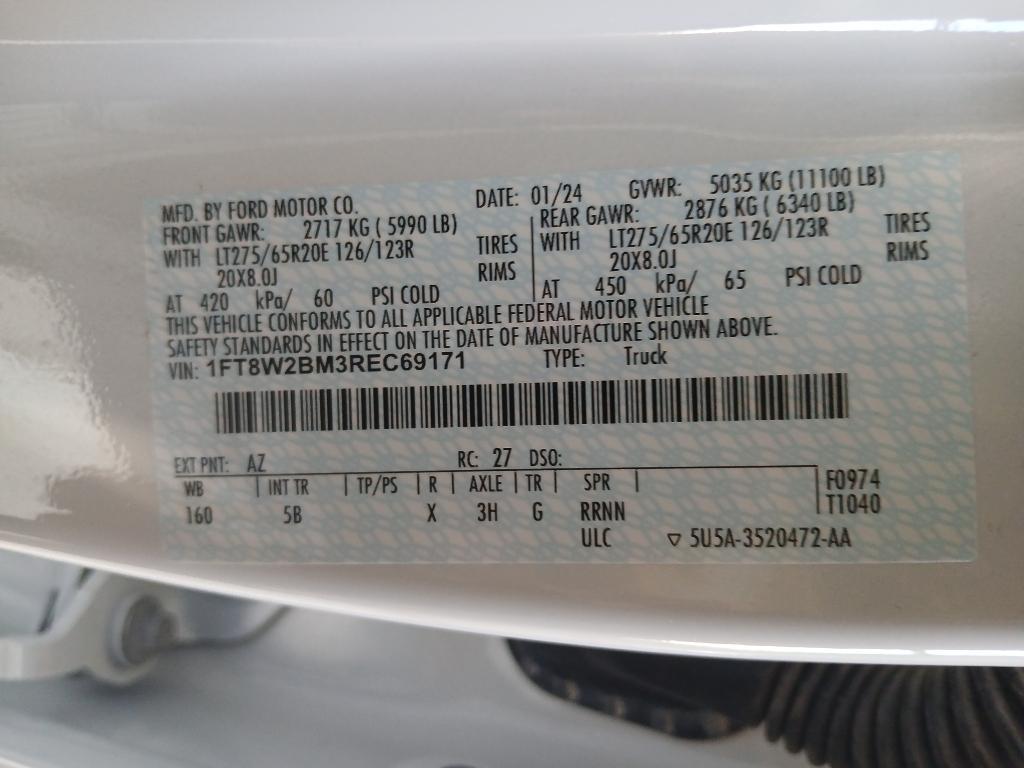 MFD. BY FORD MOTOR CO. DATE: 01/24 GVWR: 5035 KG (11100 LB)
FRONT GAWR: 2717 KG ( 5990 LB) REAR GAWR: 2876 KG ( 6340 LB)
WITH LT275/65R20E 126/123R TIRES WITH LT275/65R20E 126/123R TIRES
20X8.0J RIMS 20X8.0J RIMS
AT 420 kPa/ 60 PSI COLD AT 450 kPa/ 65 PSI COLD
THIS VEHICLE CONFORMS TO ALL APPLICABLE FEDERAL MOTOR VEHICLE
SAFETY STANDARDS IN EFFECT ON THE DATE OF MANUFACTURE SHOWN ABOVE.
VIN: 1FT8W2BM3REC69171 TYPE: Truck
EXT PNT: AZ RC: 27 DSO:
WB INT TR TP/PS R AXLE TR SPR F0974
160 5B X 3H G RRNN T1040
ULC ▽ 5U5A-3520472-AA